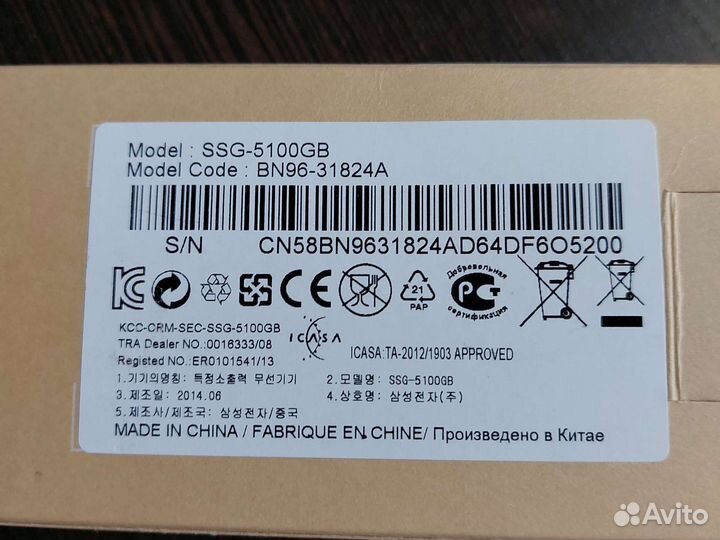 Model : SSG-5100GB
Model Code : BN96-31824A
S/N CN58BN9631824AD64DF6O5200
Добровольная
сертификация
21
PAP
KCC-CRM-SEC-SSG-5100GB
TRA Dealer NO.:0016333/08
Registed NO.:ER0101541/13
ICASA
ICASA:TA-2012/1903 APPROVED
1.기기의명칭: 특정소출력 무선기기 2.모델명: SSG-5100GB
3.제조일: 2014.06 4.상호명: 삼성전자(주)
5.제조사/제조국: 삼성전자/중국
MADE IN CHINA / FABRIQUE EN CHINE/ Произведено в Китае
Avito